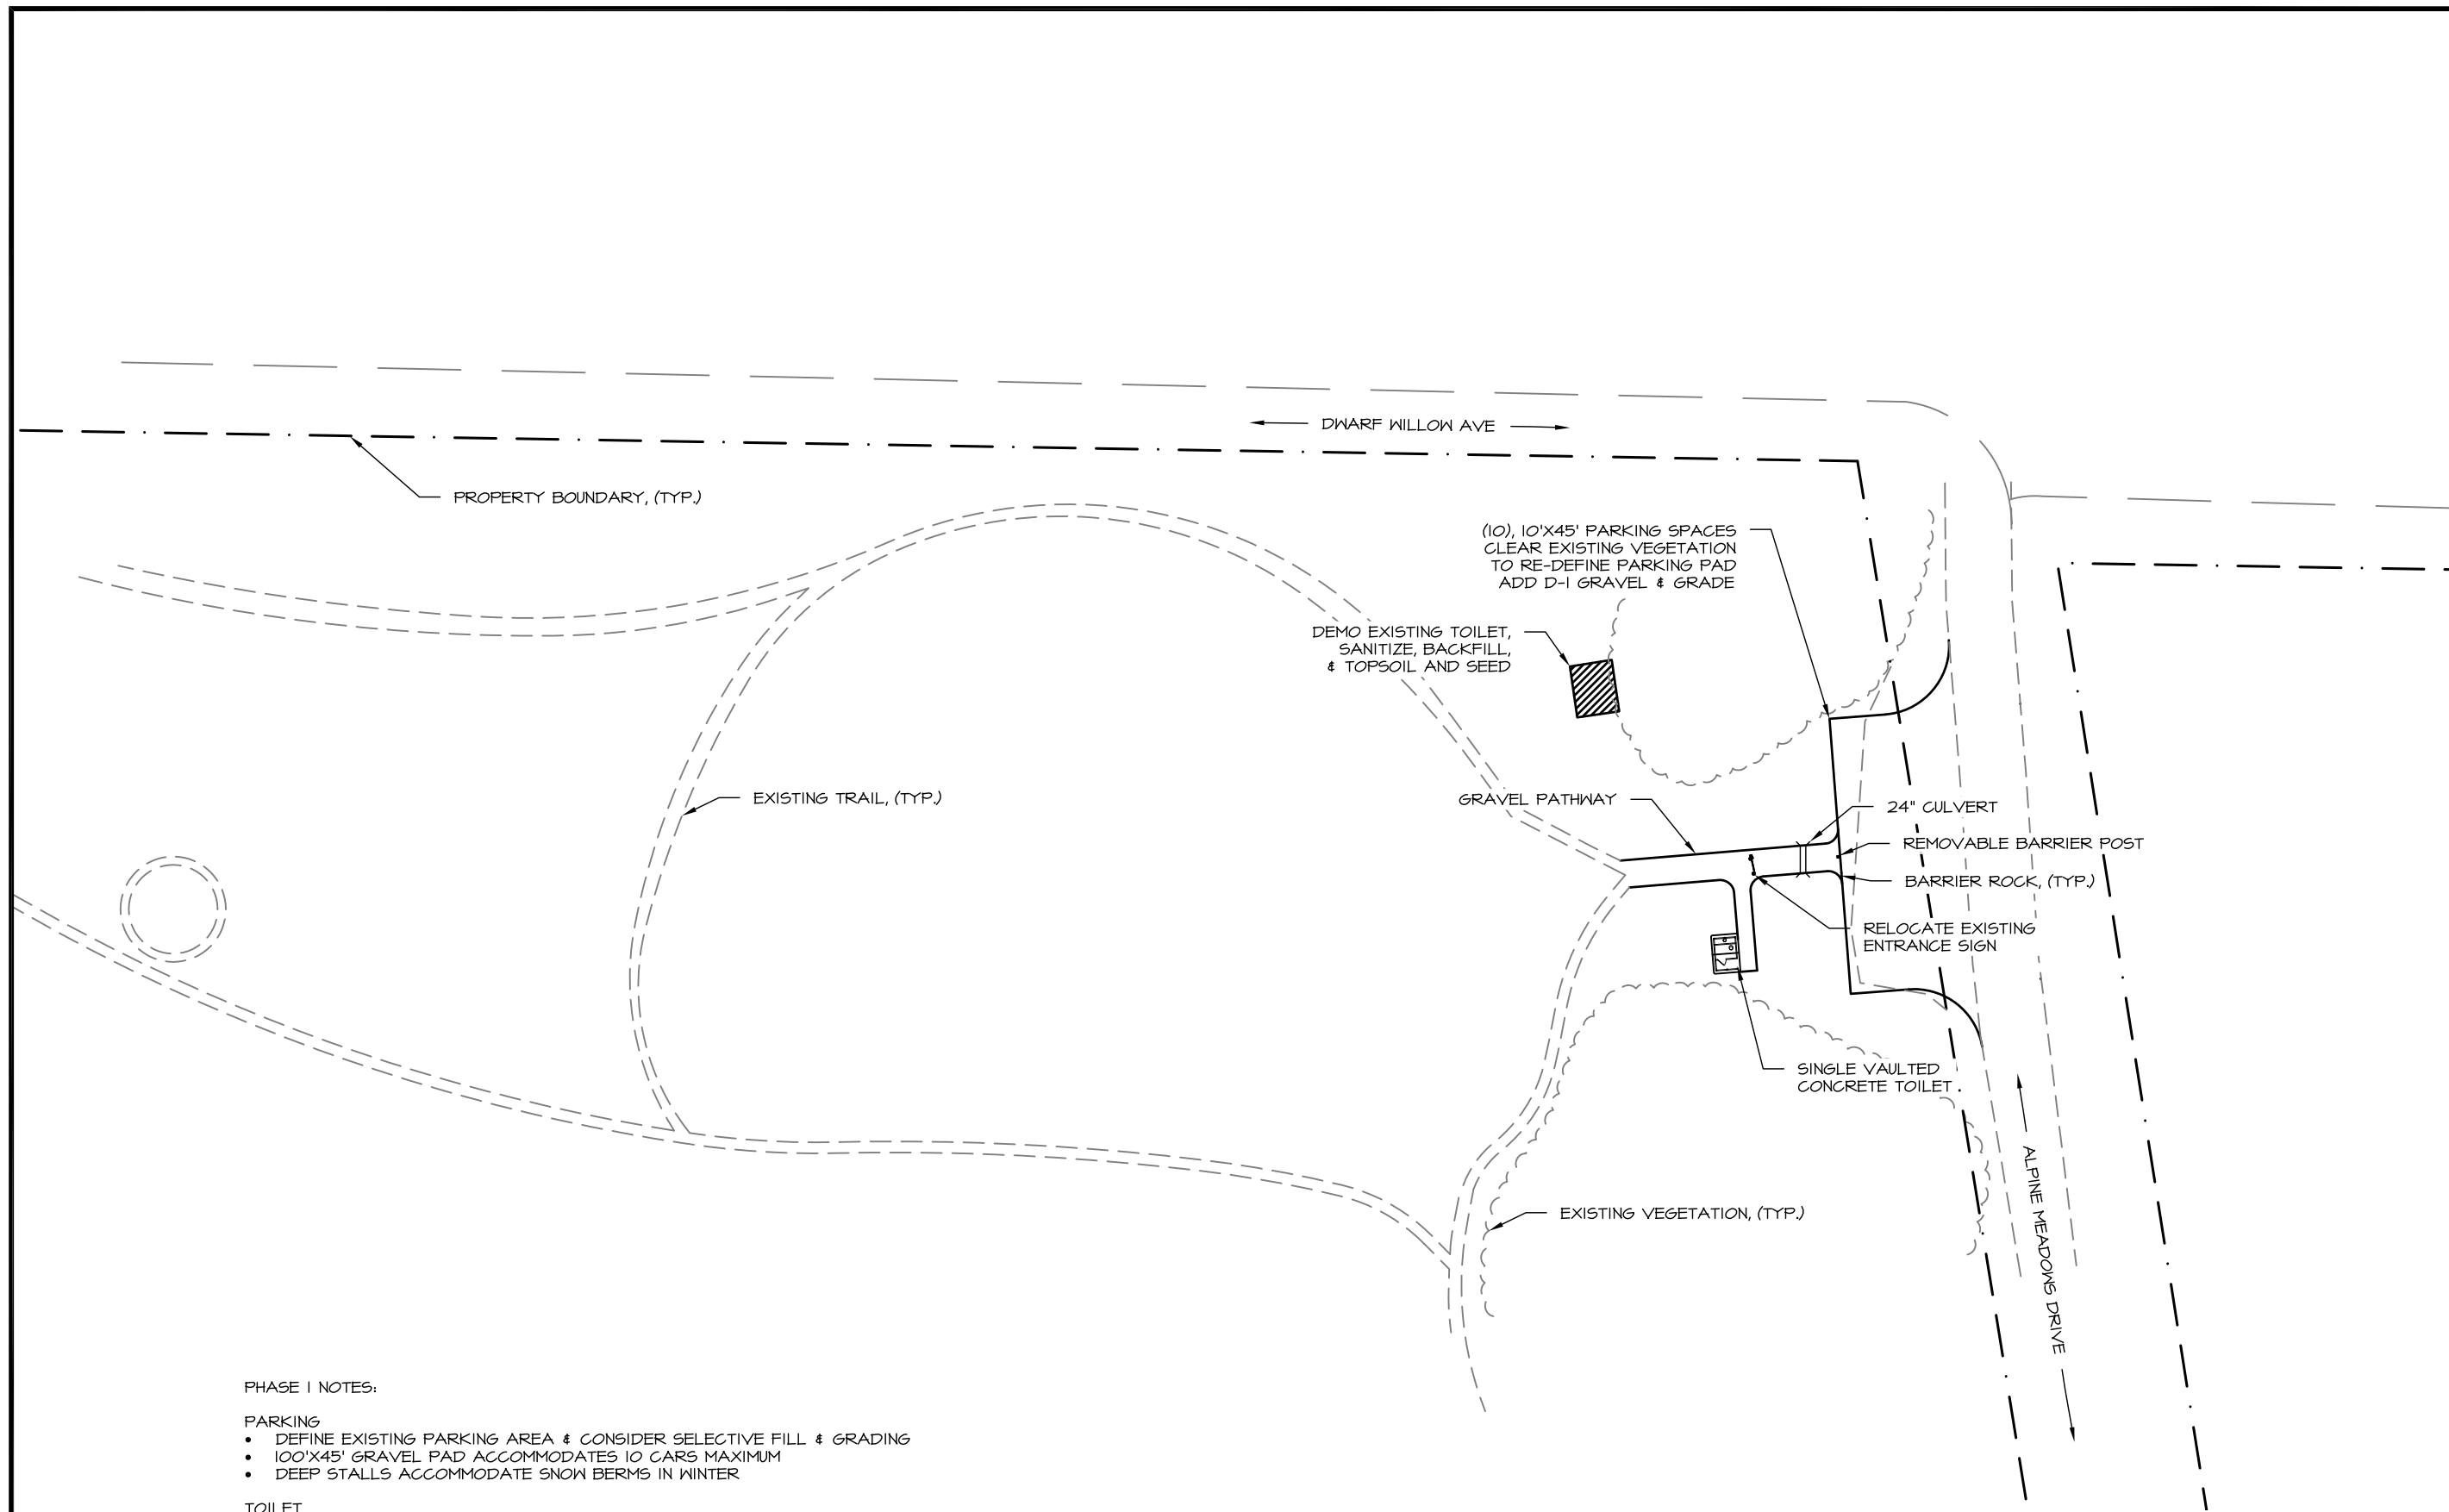 DWARF WILLOW AVE
PROPERTY BOUNDARY, (TYP.)
(10), 10'X45' PARKING SPACES
CLEAR EXISTING VEGETATION
TO RE-DEFINE PARKING PAD
ADD D-1 GRAVEL & GRADE
DEMO EXISTING TOILET,
SANITIZE, BACKFILL,
& TOPSOIL AND SEED
EXISTING TRAIL, (TYP.)
GRAVEL PATHWAY
24" CULVERT
REMOVABLE BARRIER POST
BARRIER ROCK, (TYP.)
RELOCATE EXISTING
ENTRANCE SIGN
SINGLE VAULTED
CONCRETE TOILET
ALPINE MEADOWS DRIVE
EXISTING VEGETATION, (TYP.)
PHASE 1 NOTES:
PARKING
• DEFINE EXISTING PARKING AREA & CONSIDER SELECTIVE FILL & GRADING
• 100'X45' GRAVEL PAD ACCOMMODATES 10 CARS MAXIMUM
• DEEP STALLS ACCOMMODATE SNOW BERMS IN WINTER
TOILET